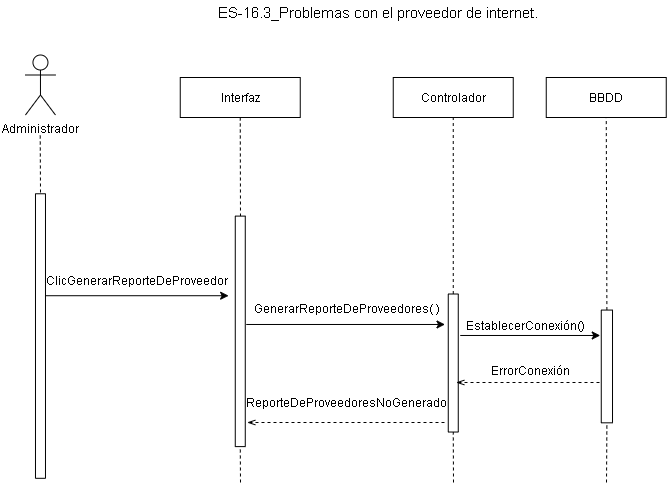 ES-16.3_Problemas con el proveedor de internet.
Interfaz
Controlador
BBDD
Administrador
ClicGenerarReporteDeProveedor
GenerarReporteDeProveedores()
EstablecerConexión()
ErrorConexión
ReporteDeProveedoresNoGenerado